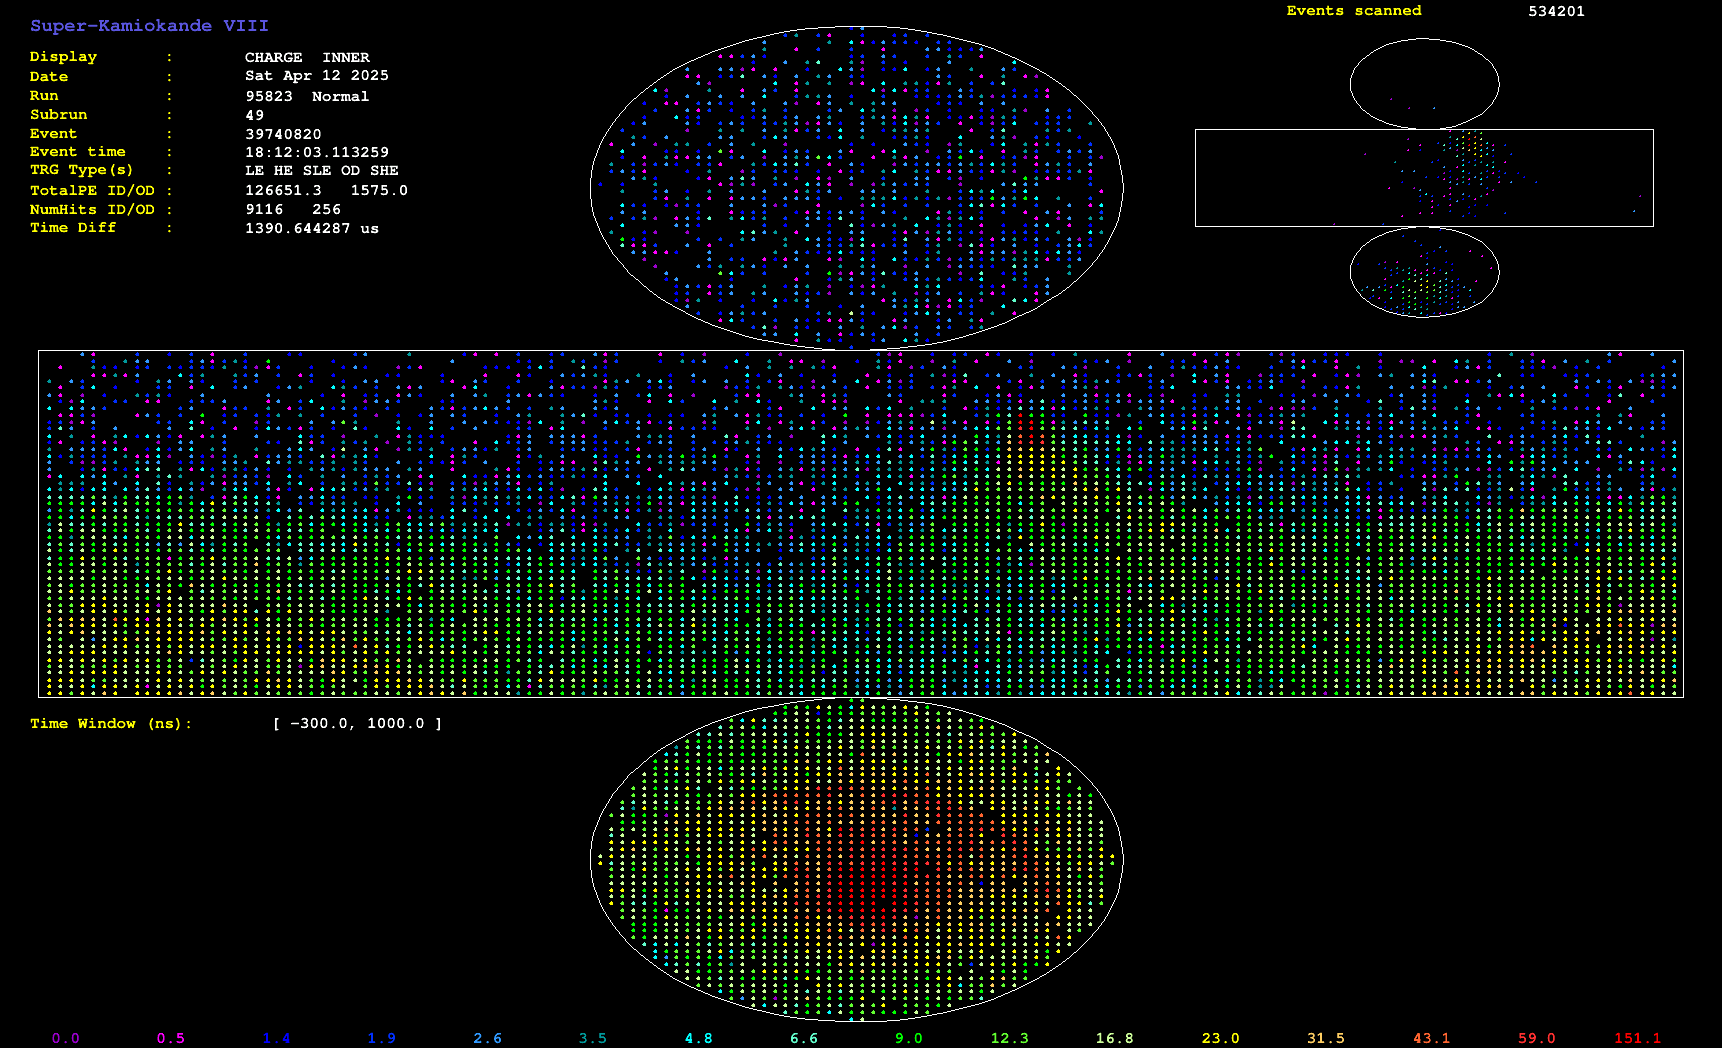 Super-Kamiokande VIII
Events scanned 534201
Display : CHARGE INNER
Date : Sat Apr 12 2025
Run : 95823 Normal
Subrun : 49
Event : 39740820
Event time : 18:12:03.113259
TRG Type(s) : LE HE SLE OD SHE
TotalPE ID/OD : 126651.3 1575.0
NumHits ID/OD : 9116 256
Time Diff : 1390.644287 us
Time Window (ns): [ -300.0, 1000.0 ]
0.0 0.5 1.4 1.9 2.6 3.5 4.8 6.6 9.0 12.3 16.8 23.0 31.5 43.1 59.0 151.1